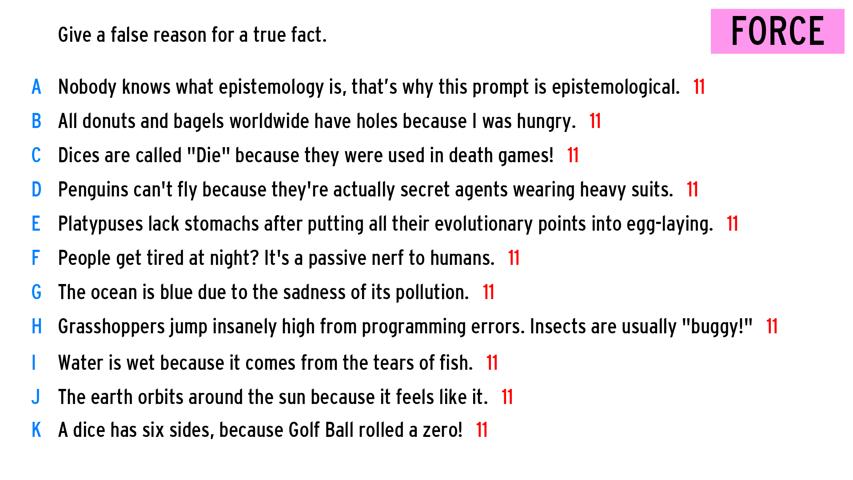 Give a false reason for a true fact.
FORCE
A Nobody knows what epistemology is, that's why this prompt is epistemological. 11
B All donuts and bagels worldwide have holes because I was hungry. 11
C Dices are called "Die" because they were used in death games! 11
D Penguins can't fly because they're actually secret agents wearing heavy suits. 11
E Platypuses lack stomachs after putting all their evolutionary points into egg-laying. 11
F People get tired at night? It's a passive nerf to humans. 11
G The ocean is blue due to the sadness of its pollution. 11
H Grasshoppers jump insanely high from programming errors. Insects are usually "buggy!" 11
I Water is wet because it comes from the tears of fish. 11
J The earth orbits around the sun because it feels like it. 11
K A dice has six sides, because Golf Ball rolled a zero! 11